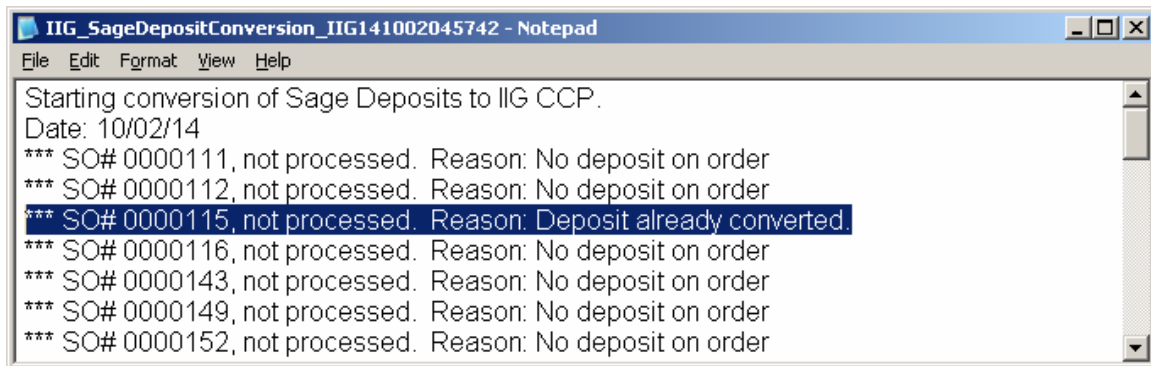 IIG_SageDepositConversion_IIG141002045742 - Notepad
File Edit Format View Help
Starting conversion of Sage Deposits to IIG CCP.
Date: 10/02/14
*** SO# 0000111, not processed.  Reason: No deposit on order
*** SO# 0000112, not processed.  Reason: No deposit on order
*** SO# 0000115, not processed.  Reason: Deposit already converted.
*** SO# 0000116, not processed.  Reason: No deposit on order
*** SO# 0000143, not processed.  Reason: No deposit on order
*** SO# 0000149, not processed.  Reason: No deposit on order
*** SO# 0000152, not processed.  Reason: No deposit on order